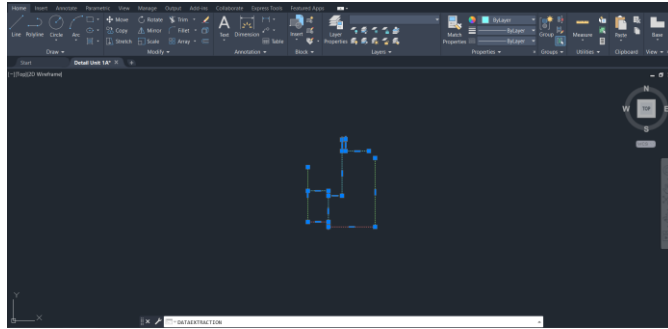 Home Insert Annotate Parametric View Manage Output Add-ins Collaborate Express Tools Featured Apps
Line Polyline Circle Arc Move Rotate Trim Text Dimension Insert Layer Properties Match Properties ByLayer Group Measure Paste Base
Copy Mirror Fillet
Stretch Scale Array Table ByLayer
ByLayer
Draw Modify Annotation Block Layers Properties Groups Utilities Clipboard View
Start Detail Unit 1A*
[−][Top][2D Wireframe]
N
W TOP E
S
Y
X
DATAEXTRACTION